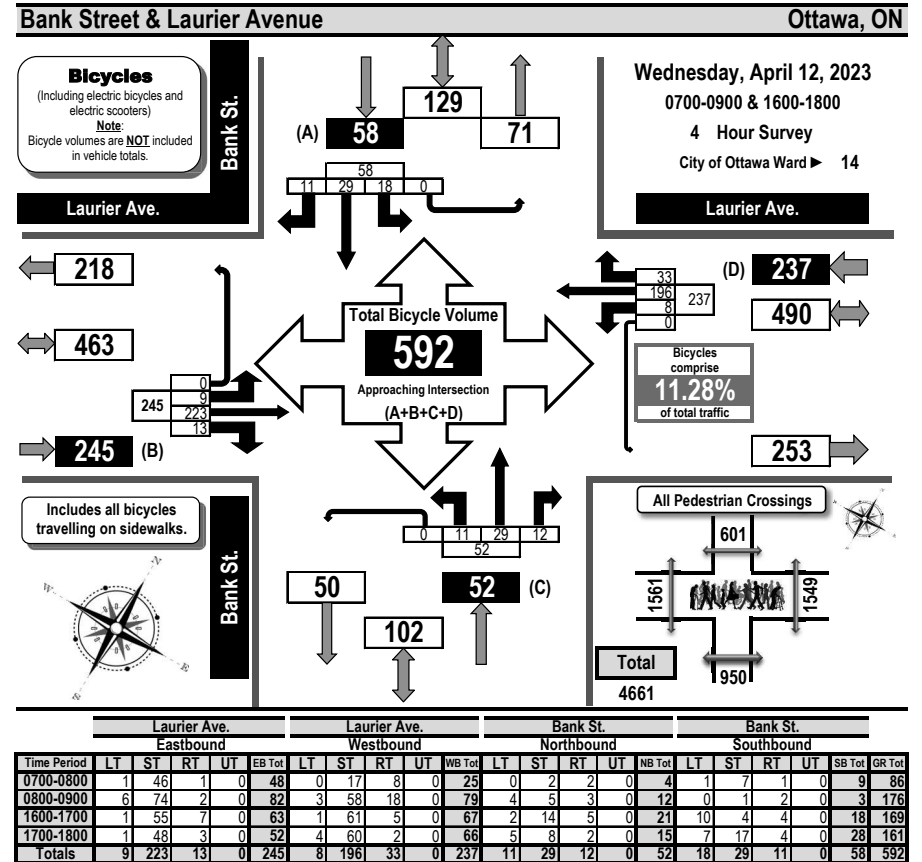 Bank Street & Laurier Avenue Ottawa, ON
Bicycles
(Including electric bicycles and
electric scooters)
Note:
Bicycle volumes are NOT included
in vehicle totals.
Bank St.
Laurier Ave.
129
(A) 58
71
58
11 29 18 0
Wednesday, April 12, 2023
0700-0900 & 1600-1800
4 Hour Survey
City of Ottawa Ward ► 14
Laurier Ave.
218
463
0
9
223
13
245
245 (B)
Total Bicycle Volume
592
Approaching Intersection
(A+B+C+D)
33
196
8
0
237
(D) 237
490
Bicycles
comprise
11.28%
of total traffic
253
Includes all bicycles
travelling on sidewalks.
N
W
E
S
Bank St.
0 11 29 12
52
50
52 (C)
102
All Pedestrian Crossings
601
1561
1549
950
Total
4661
Laurier Ave. Laurier Ave. Bank St. Bank St.
Eastbound Westbound Northbound Southbound
Time Period LT ST RT UT EB Tot LT ST RT UT WB Tot LT ST RT UT NB Tot LT ST RT UT SB Tot GR Tot
0700-0800 1 46 1 0 48 0 17 8 0 25 0 2 2 0 4 1 7 1 0 9 86
0800-0900 6 74 2 0 82 3 58 18 0 79 4 5 3 0 12 0 1 2 0 3 176
1600-1700 1 55 7 0 63 1 61 5 0 67 2 14 5 0 21 10 4 4 0 18 169
1700-1800 1 48 3 0 52 4 60 2 0 66 5 8 2 0 15 7 17 4 0 28 161
Totals 9 223 13 0 245 8 196 33 0 237 11 29 12 0 52 18 29 11 0 58 592